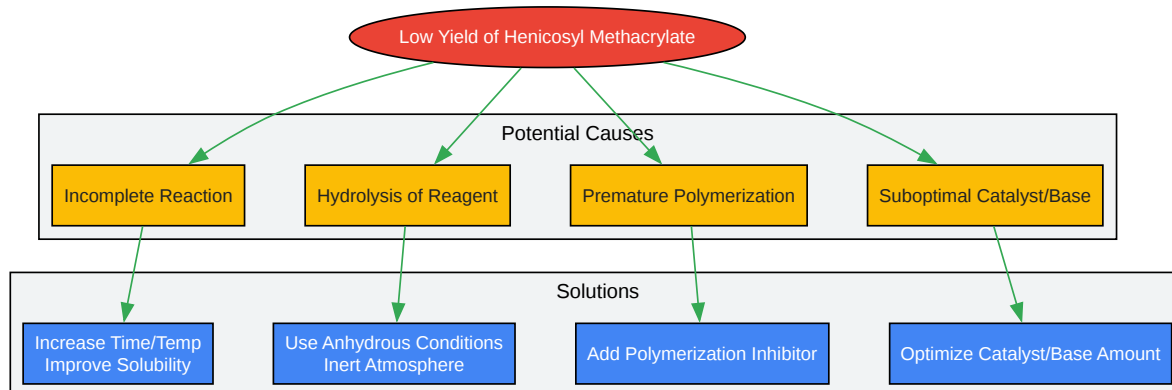 Low Yield of Henicosyl Methacrylate
Potential Causes
Incomplete Reaction
Hydrolysis of Reagent
Premature Polymerization
Suboptimal Catalyst/Base
Solutions
Increase Time/Temp
Improve Solubility
Use Anhydrous Conditions
Inert Atmosphere
Add Polymerization Inhibitor
Optimize Catalyst/Base Amount